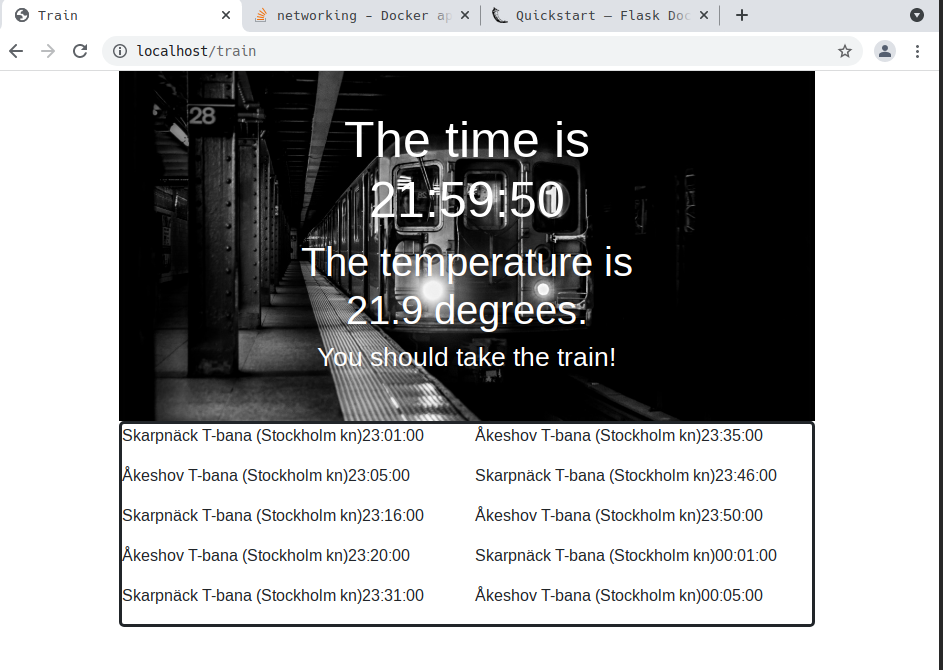 Train
networking - Docker ap
Quickstart — Flask Doc
localhost/train
28
The time is
21:59:50
The temperature is
21.9 degrees.
You should take the train!
Skarpnäck T-bana (Stockholm kn)23:01:00
Åkeshov T-bana (Stockholm kn)23:05:00
Skarpnäck T-bana (Stockholm kn)23:16:00
Åkeshov T-bana (Stockholm kn)23:20:00
Skarpnäck T-bana (Stockholm kn)23:31:00
Åkeshov T-bana (Stockholm kn)23:35:00
Skarpnäck T-bana (Stockholm kn)23:46:00
Åkeshov T-bana (Stockholm kn)23:50:00
Skarpnäck T-bana (Stockholm kn)00:01:00
Åkeshov T-bana (Stockholm kn)00:05:00